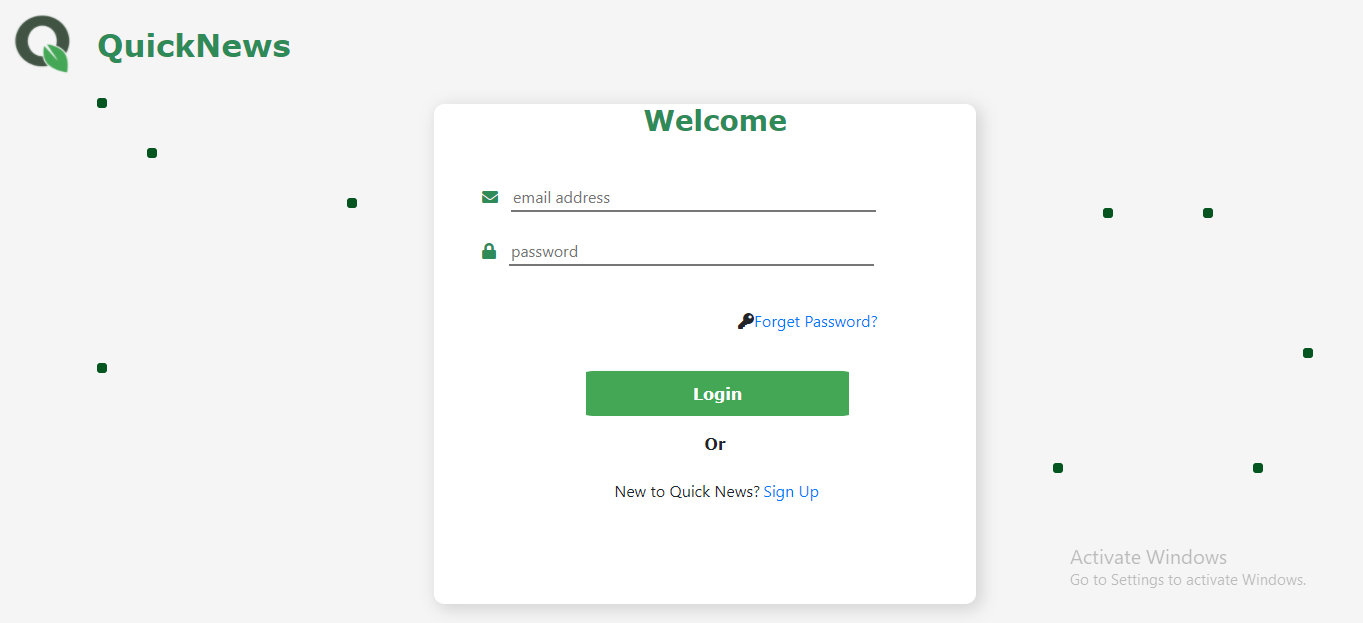 QuickNews
Welcome
email address
password
Forget Password?
Login
Or
New to Quick News? Sign Up
Activate Windows
Go to Settings to activate Windows.